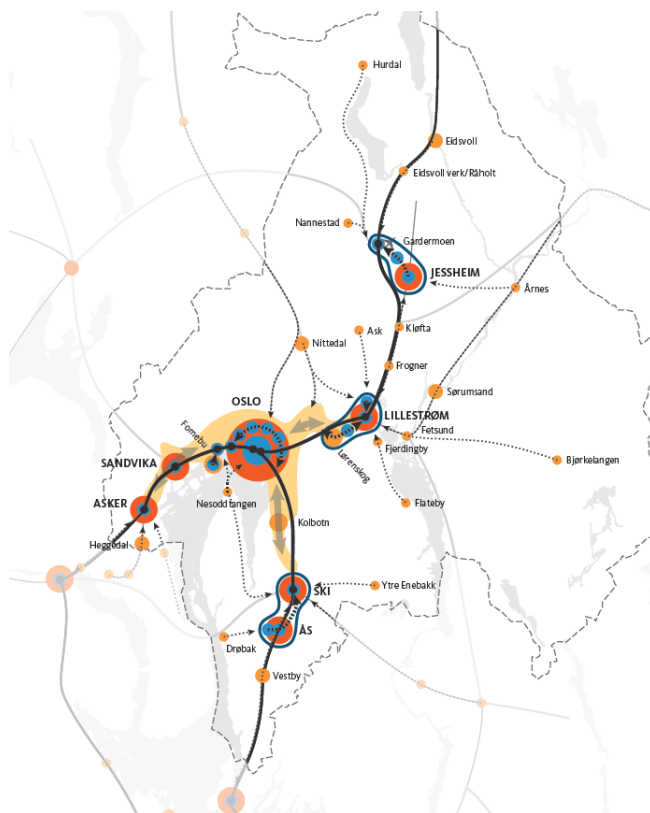 Hurdal
Eidsvoll
Eidsvoll verk/Råholt
Nannestad
Gardermoen
JESSHEIM
Årnes
Ask
Kløfta
Nittedal
Frogner
OSLO
Sørumsand
LILLESTRØM
Fornebu
Fetsund
Lørenskog
Fjerdingby
SANDVIKA
Bjørkelangen
ASKER
Nesoddtangen
Flateby
Kolbotn
Heggedal
Ytre Enebakk
SKI
ÅS
Drøbak
Vestby